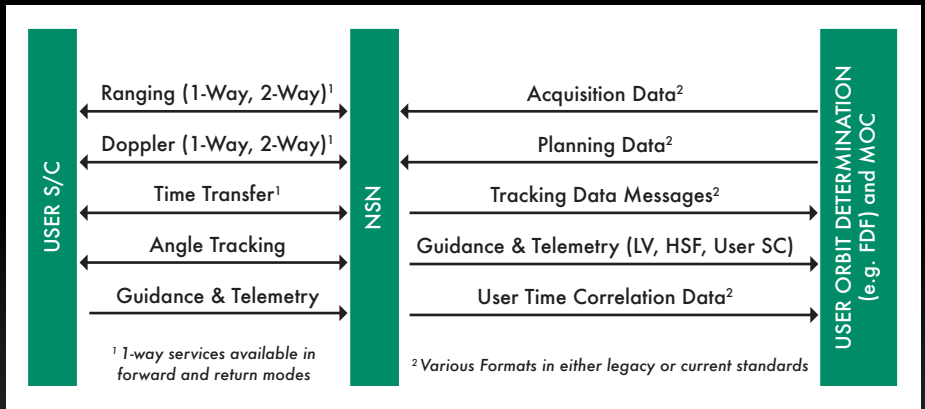 USER S/C
Ranging (1-Way, 2-Way)¹
Doppler (1-Way, 2-Way)¹
Time Transfer¹
Angle Tracking
Guidance & Telemetry
¹ 1-way services available in
forward and return modes
NSN
Acquisition Data²
Planning Data²
Tracking Data Messages²
Guidance & Telemetry (LV, HSF, User SC)
User Time Correlation Data²
² Various Formats in either legacy or current standards
USER ORBIT DETERMINATION
(e.g. FDF) and MOC